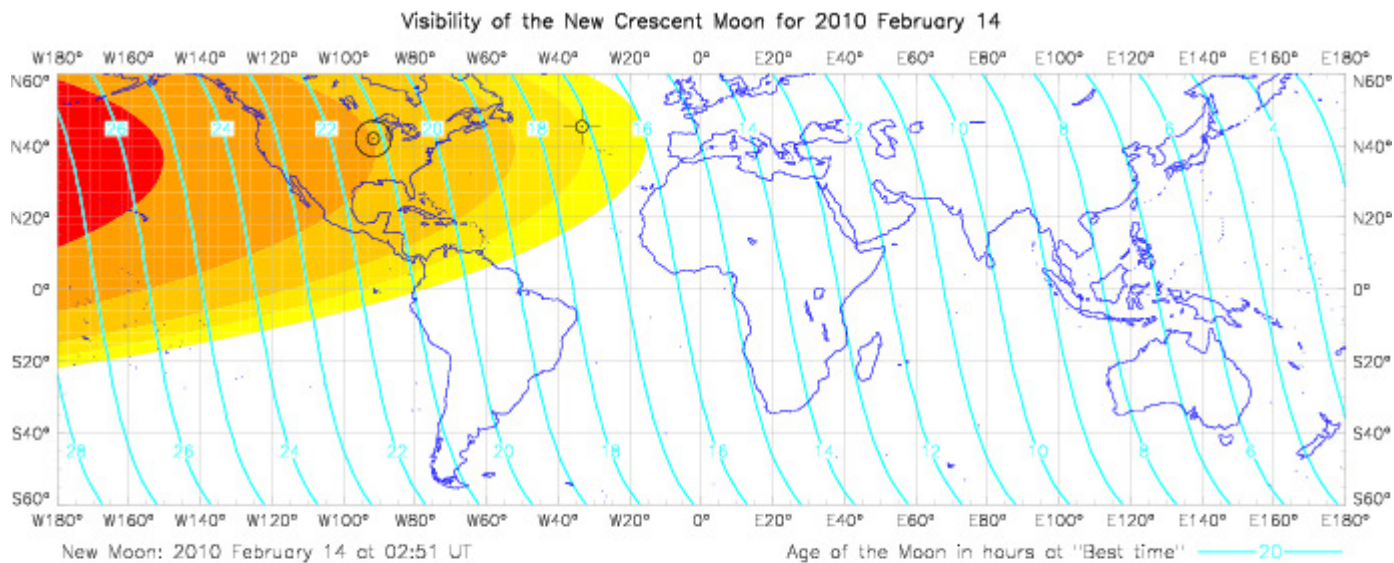 Visibility of the New Crescent Moon for 2010 February 14
W180° W160° W140° W120° W100° W80° W60° W40° W20° 0° E20° E40° E60° E80° E100° E120° E140° E160° E180°
N60° N60°
26 24 22 20 18 16 14 12 10 8 6 4
N40° N40°
N20° N20°
0° 0°
S20° S20°
S40° S40°
28 26 24 22 20 16 14 12 10 8 6
S60° S60°
W180° W160° W140° W120° W100° W80° W60° W40° W20° 0° E20° E40° E60° E80° E100° E120° E140° E160° E180°
New Moon: 2010 February 14 at 02:51 UT Age of the Moon in hours at "Best time" 20